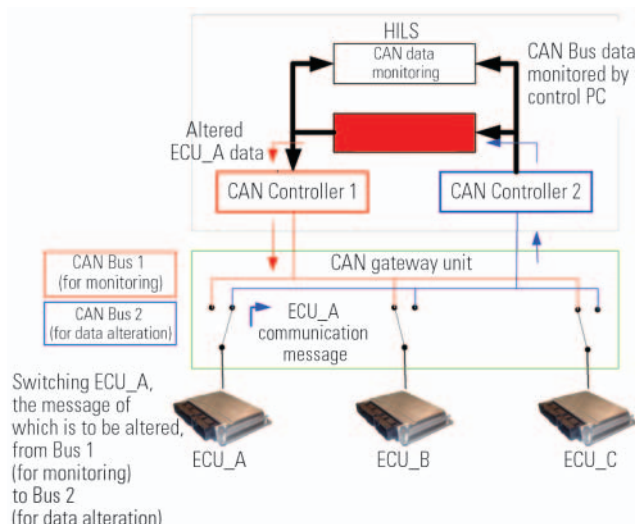 HILS
CAN data
monitoring
CAN Bus data
monitored by
control PC
Altered
ECU_A data
CAN Controller 1
CAN Controller 2
CAN Bus 1
(for monitoring)
CAN gateway unit
CAN Bus 2
(for data alteration)
ECU_A
communication
message
Switching ECU_A,
the message of
which is to be altered,
from Bus 1
(for monitoring)
to Bus 2
(for data alteration)
ECU_A
ECU_B
ECU_C